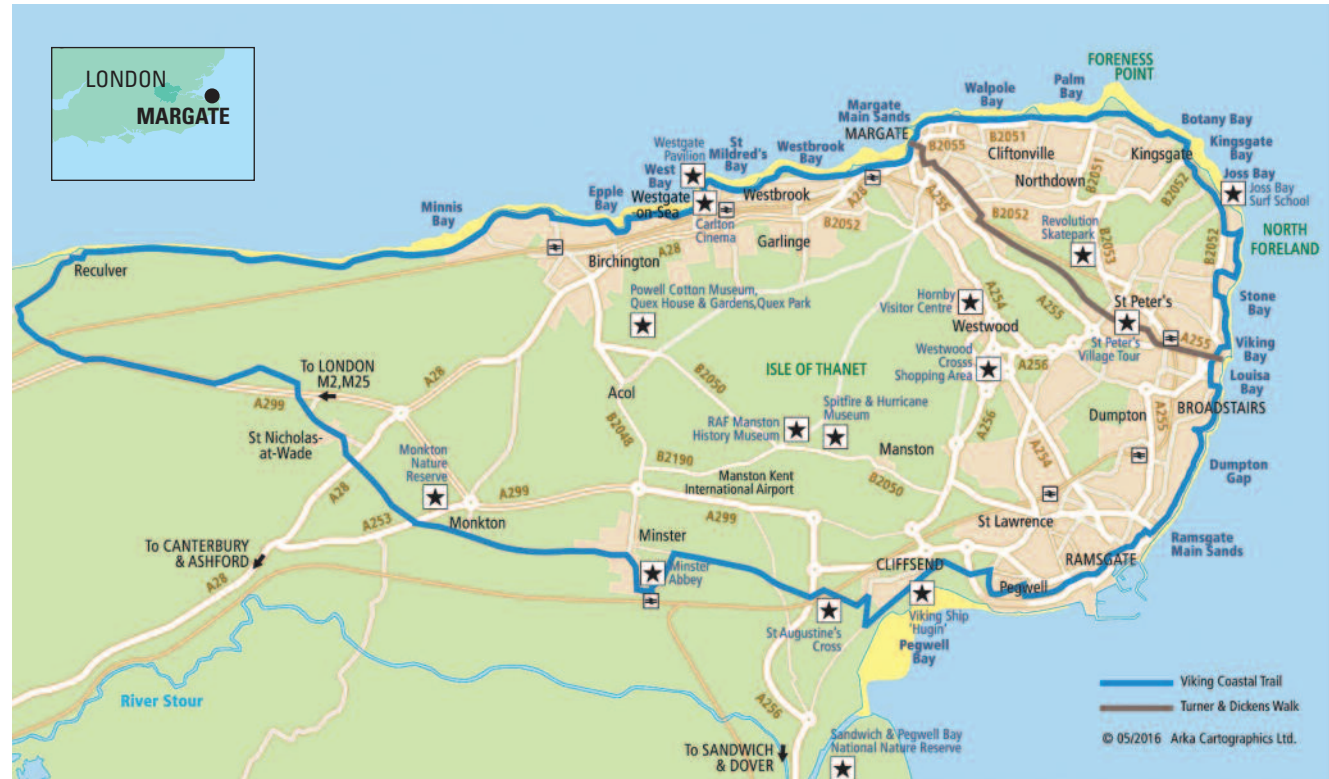 LONDON
MARGATE
FORENESS
POINT
Palm
Bay
Walpole
Bay
Margate
Main Sands
MARGATE
Botany Bay
Kingsgate
Bay
Joss Bay
Joss Bay
Surf School
NORTH
FORELAND
Stone
Bay
Viking
Bay
Louisa
Bay
BROADSTAIRS
Dumpton
Gap
Ramsgate
Main Sands
Westgate
Pavilion
West
Bay
St
Mildred's
Bay
Westbrook
Bay
Epple
Bay
Minnis
Bay
Westgate
-on-Sea
Carlton
Cinema
Westbrook
Garlinge
A28
B2052
A28
B2055
B2051
Cliftonville
Northdown
B2051
Kingsgate
B2052
B2052
A255
B2052
Revolution
Skatepark
B2053
Reculver
Birchington
Powell Cotton Museum,
Quex House & Gardens,Quex Park
Hornby
Visitor Centre
A254
Westwood
A255
St Peter's
St Peter's
Village Tour
A255
Westwood
Crosss
Shopping Area
A256
A256
ISLE OF THANET
To LONDON
M2,M25
A299
A28
Acol
B2050
B2048
Spitfire & Hurricane
Museum
RAF Manston
History Museum
Manston
Dumpton
A255
A254
St Nicholas-
at-Wade
Monkton
Nature
Reserve
B2190
Manston Kent
International Airport
B2050
A28
A299
A299
A253
Monkton
Minster
St Lawrence
RAMSGATE
To CANTERBURY
& ASHFORD
A28
Minster
Abbey
CLIFFSEND
Pegwell
St Augustine's
Cross
Viking Ship
'Hugin'
Pegwell
Bay
River Stour
A256
To SANDWICH
& DOVER
Sandwich & Pegwell Bay
National Nature Reserve
Viking Coastal Trail
Turner & Dickens Walk
© 05/2016 Arka Cartographics Ltd.